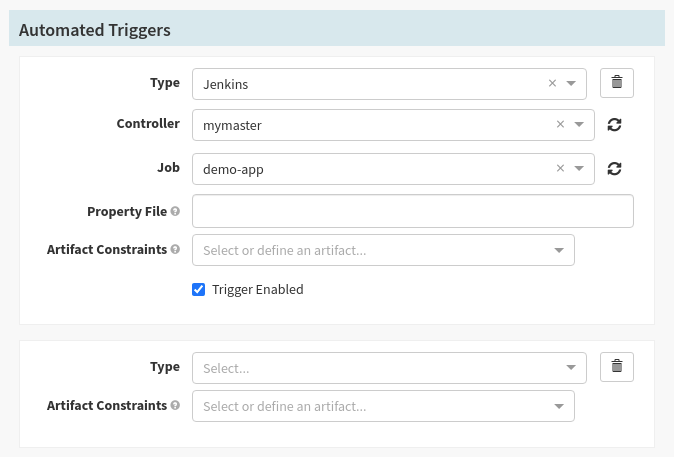 Automated Triggers
Type Jenkins
Controller mymaster
Job demo-app
Property File
Artifact Constraints Select or define an artifact...
Trigger Enabled
Type Select...
Artifact Constraints Select or define an artifact...